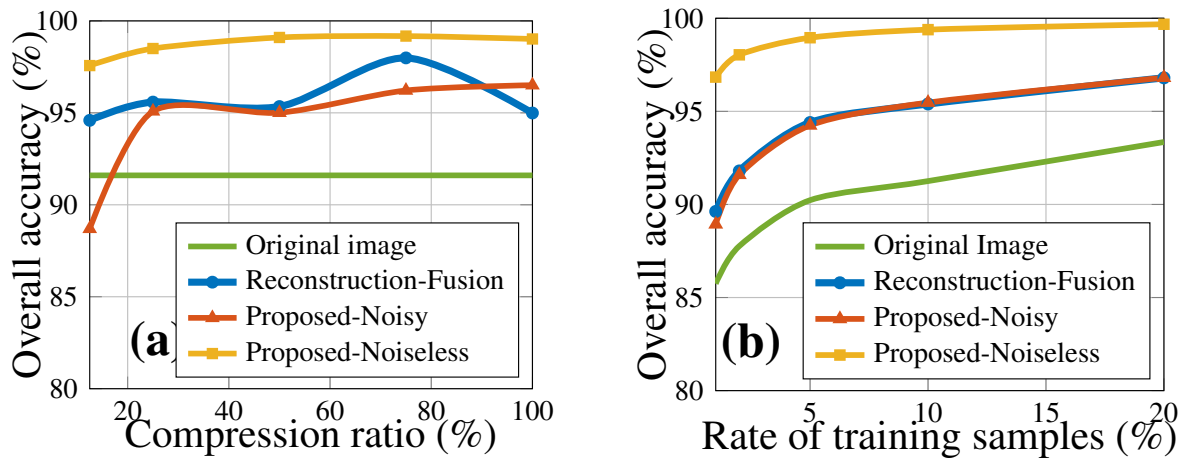 100
95
90
85
80
Overall accuracy (%)
Original image
Reconstruction-Fusion
Proposed-Noisy
Proposed-Noiseless
(a)
20 40 60 80 100
Compression ratio (%)
100
95
90
85
80
Overall accuracy (%)
Original Image
Reconstruction-Fusion
Proposed-Noisy
Proposed-Noiseless
(b)
5 10 15 20
Rate of training samples (%)